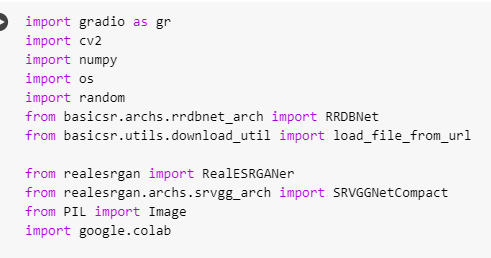 import gradio as gr
import cv2
import numpy
import os
import random
from basicsr.archs.rrdbnet_arch import RRDBNet
from basicsr.utils.download_util import load_file_from_url
from realesrgan import RealESRGANer
from realesrgan.archs.srvgg_arch import SRVGGNetCompact
from PIL import Image
import google.colab